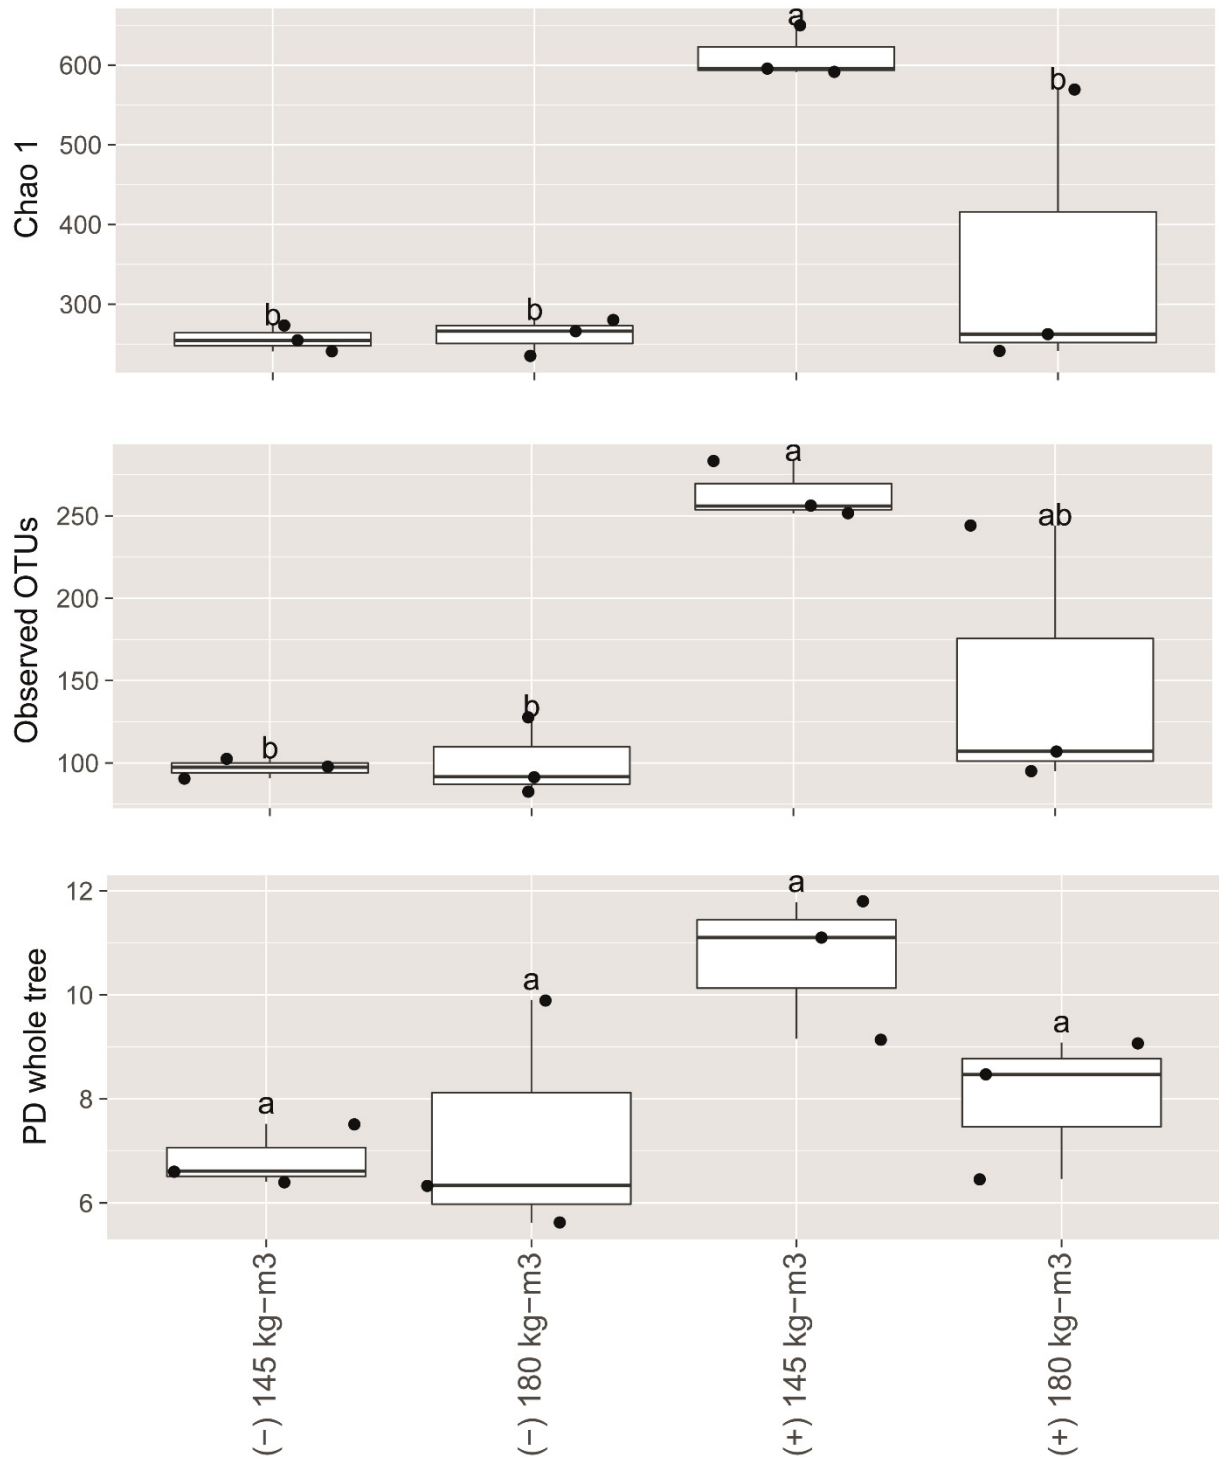 Chao 1
600
500
400
300
b
b
a
b
Observed OTUs
250
200
150
100
b
b
a
ab
PD whole tree
12
10
8
6
a
a
a
a
(−) 145 kg−m3
(−) 180 kg−m3
(+) 145 kg−m3
(+) 180 kg−m3